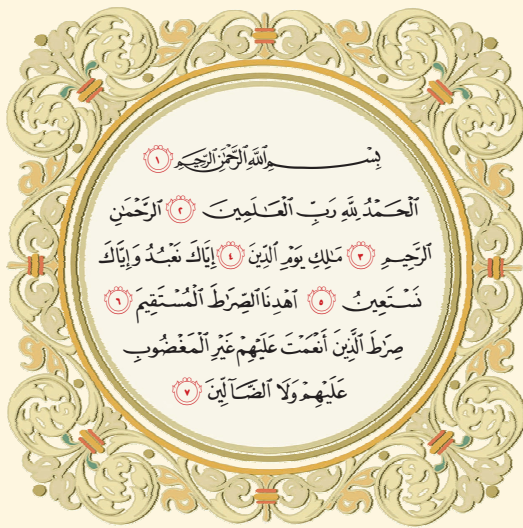 بِسْمِ ٱللَّهِ ٱلرَّحْمَٰنِ ٱلرَّحِيمِ ١
ٱلْحَمْدُ لِلَّهِ رَبِّ ٱلْعَٰلَمِينَ ٢ ٱلرَّحْمَٰنِ
ٱلرَّحِيمِ ٣ مَٰلِكِ يَوْمِ ٱلدِّينِ ٤ إِيَّاكَ نَعْبُدُ وَإِيَّاكَ
نَسْتَعِينُ ٥ ٱهْدِنَا ٱلصِّرَٰطَ ٱلْمُسْتَقِيمَ ٦
صِرَٰطَ ٱلَّذِينَ أَنْعَمْتَ عَلَيْهِمْ غَيْرِ ٱلْمَغْضُوبِ
عَلَيْهِمْ وَلَا ٱلضَّآلِّينَ ٧